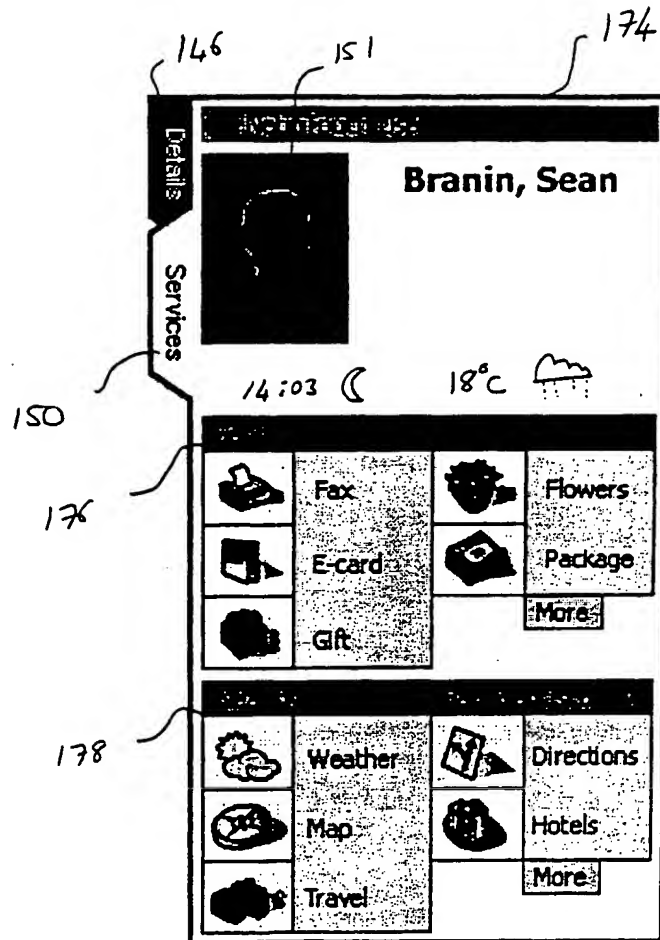 146
151
174
Details
Branin, Sean
Services
14:03 18°C
150
176
Fax
Flowers
E-card
Package
Gift
More
178
Weather
Directions
Map
Hotels
Travel
More